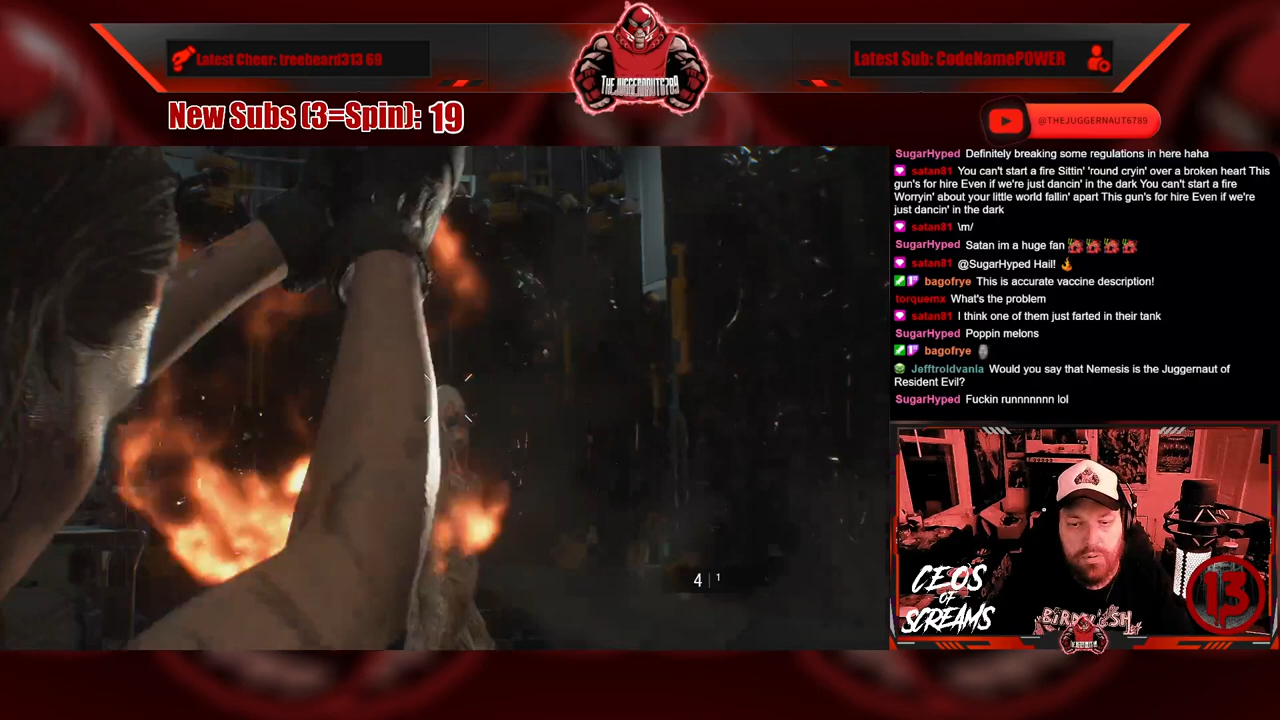 Latest Cheer: treebeard313 69
THEJUGGERNAUT6789
Latest Sub: CodeNamePOWER
New Subs (3=Spin): 19
@THEJUGGERNAUT6789
SugarHyped Definitely breaking some regulations in here haha
satan81 You can't start a fire Sittin' 'round cryin' over a broken heart This
gun's for hire Even if we're just dancin' in the dark You can't start a fire
Worryin' about your little world fallin' apart This gun's for hire Even if we're
just dancin' in the dark
satan81 \m/
SugarHyped Satan im a huge fan
satan81 @SugarHyped Hail!
bagofrye This is accurate vaccine description!
torquemx What's the problem
satan81 I think one of them just farted in their tank
SugarHyped Poppin melons
bagofrye
Jefftroldvania Would you say that Nemesis is the Juggernaut of
Resident Evil?
SugarHyped Fuckin runnnnnnn lol
4 1
CEOS
OF
SCREAMS
13